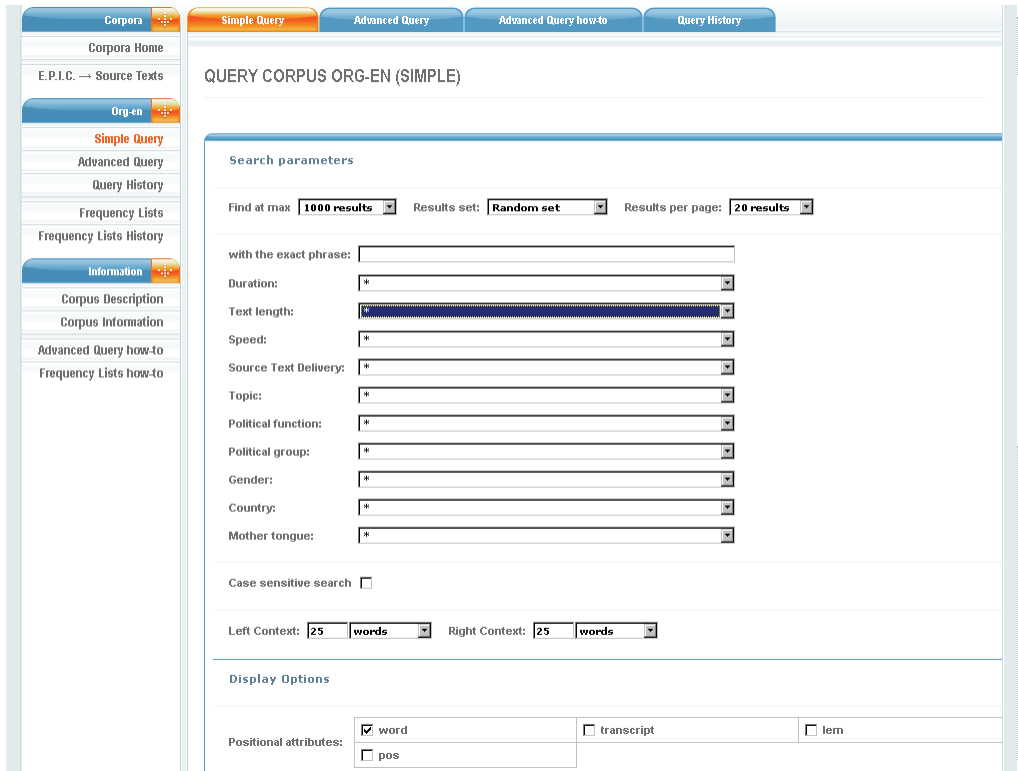 Corpora
Simple Query Advanced Query Advanced Query how-to Query History
Corpora Home
E.P.I.C. → Source Texts
Org-en
Simple Query
Advanced Query
Query History
Frequency Lists
Frequency Lists History
Information
Corpus Description
Corpus Information
Advanced Query how-to
Frequency Lists how-to
QUERY CORPUS ORG-EN (SIMPLE)
Search parameters
Find at max 1000 results Results set: Random set Results per page: 20 results
with the exact phrase:
Duration: *
Text length: *
Speed: *
Source Text Delivery: *
Topic: *
Political function: *
Political group: *
Gender: *
Country: *
Mother tongue: *
Case sensitive search
Left Context: 25 words Right Context: 25 words
Display Options
Positional attributes: word transcript lem
pos